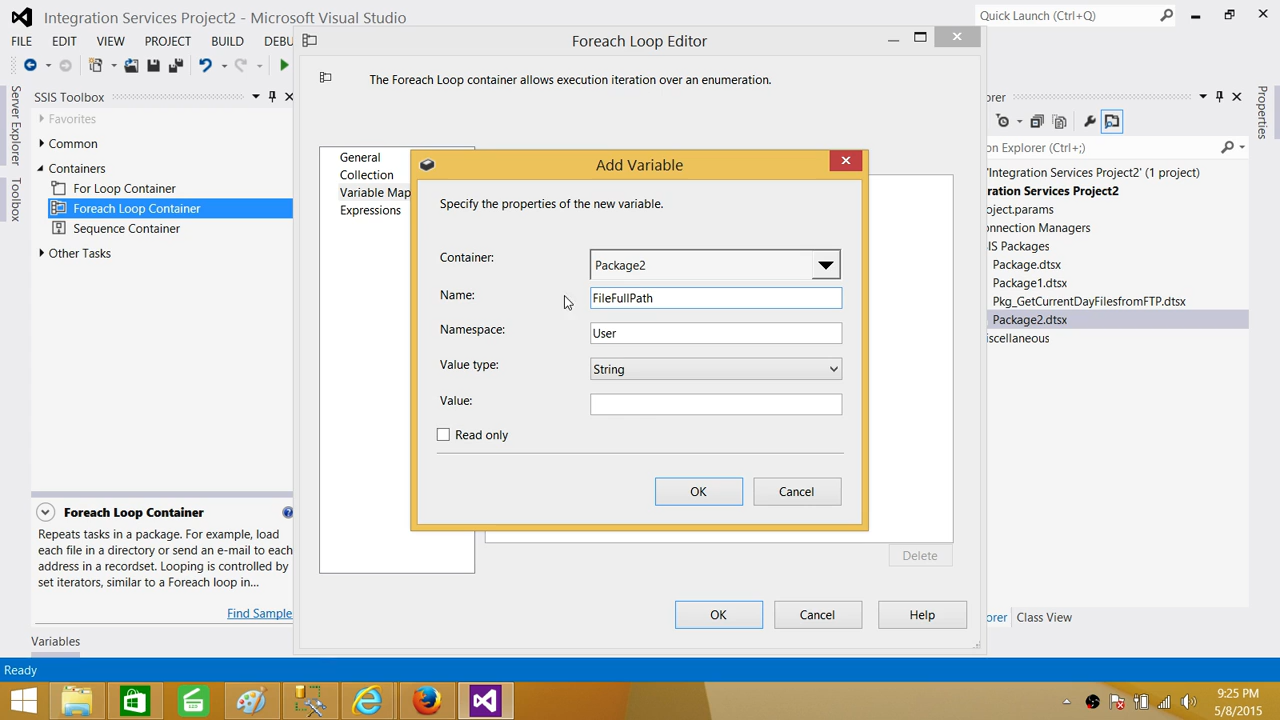 Integration Services Project2 - Microsoft Visual Studio
Quick Launch (Ctrl+;)
FILE EDIT VIEW PROJECT BUILD DEBU
Foreach Loop Editor
The Foreach Loop container allows execution iteration over an enumeration.
Server Explorer
Toolbox
SSIS Toolbox
Favorites
Common
Containers
For Loop Container
Foreach Loop Container
Sequence Container
Other Tasks
Foreach Loop Container
Repeats tasks in a package. For example, load
each file in a directory or send an e-mail to each
address in a recordset. Looping is controlled by
set iterators, similar to a Foreach loop in...
Find Sample
Variables
General
Collection
Variable Map
Expressions
Add Variable
Specify the properties of the new variable.
Container: Package2
Name: FileFullPath
Namespace: User
Value type: String
Value:
Read only
OK Cancel
Delete
OK Cancel Help
orer
on Explorer (Ctrl+;)
'Integration Services Project2' (1 project)
ration Services Project2
oject.params
onnection Managers
IS Packages
Package.dtsx
Package1.dtsx
Pkg_GetCurrentDayFilesfromFTP.dtsx
Package2.dtsx
iscellaneous
orer Class View
Properties
Ready
9:25 PM
5/8/2015